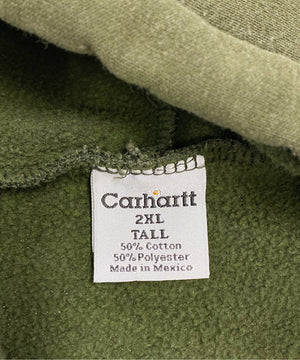 Carhartt
2XL
TALL
50% Cotton
50% Polyester
Made in Mexico